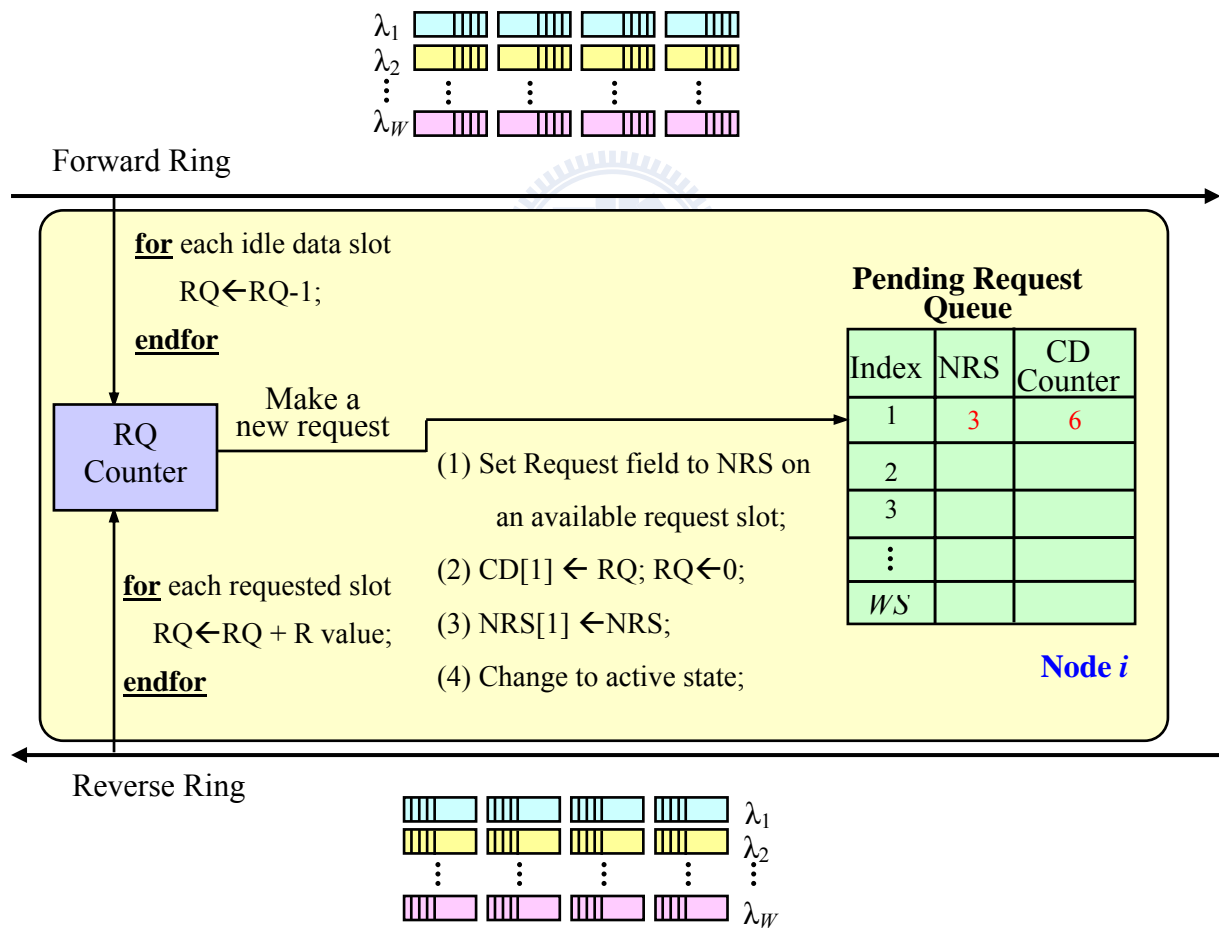 λ1
λ2
λW
Forward Ring
for each idle data slot
RQ←RQ-1;
endfor
Pending Request
Queue
Index NRS CD Counter
1 3 6
2
3
⋮
WS
RQ
Counter
Make a
new request
(1) Set Request field to NRS on
an available request slot;
(2) CD[1] ← RQ; RQ←0;
(3) NRS[1] ←NRS;
(4) Change to active state;
for each requested slot
RQ←RQ + R value;
endfor
Node i
Reverse Ring
λ1
λ2
λW